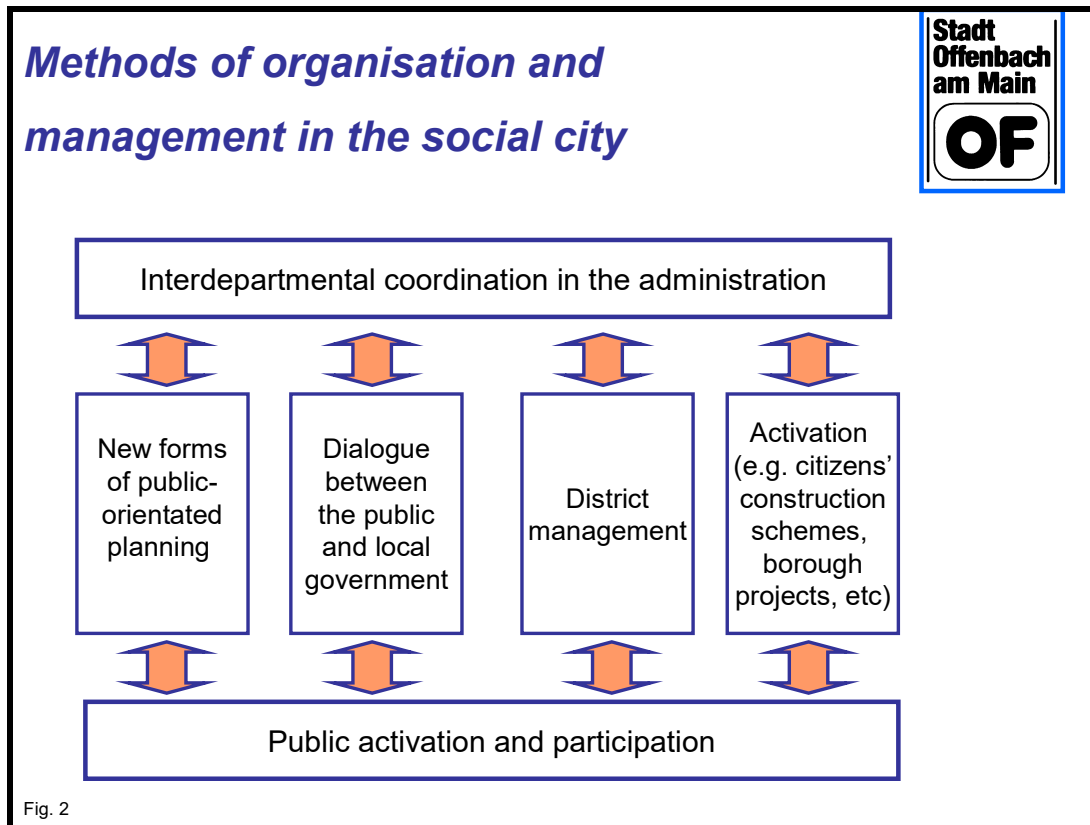 Methods of organisation and
management in the social city
Stadt
Offenbach
am Main
OF
Interdepartmental coordination in the administration
New forms
of public-
orientated
planning
Dialogue
between
the public
and local
government
District
management
Activation
(e.g. citizens’
construction
schemes,
borough
projects, etc)
Public activation and participation
Fig. 2